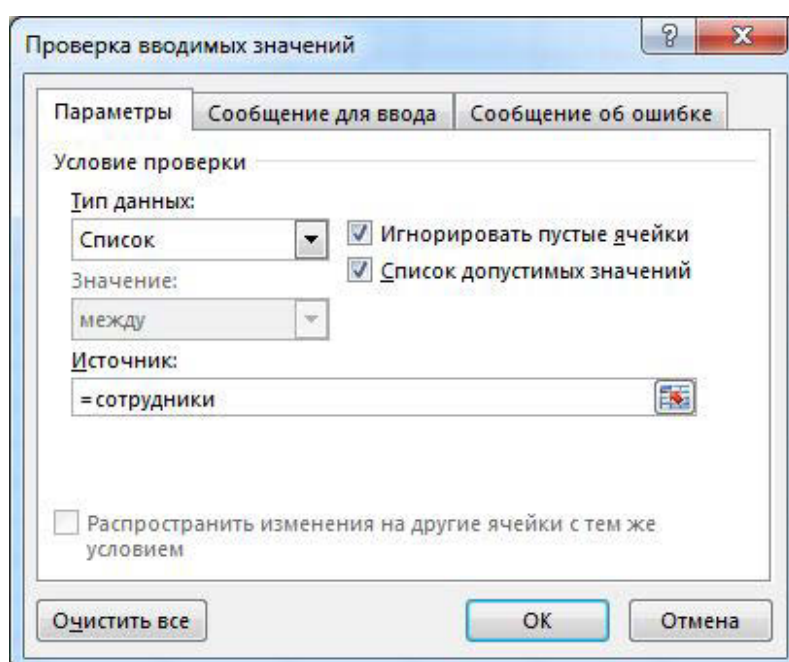 Проверка вводимых значений
Параметры
Сообщение для ввода
Сообщение об ошибке
Условие проверки
Тип данных:
Список
Игнорировать пустые ячейки
Значение:
Список допустимых значений
между
Источник:
=сотрудники
Распространить изменения на другие ячейки с тем же
условием
Очистить все
ОК
Отмена